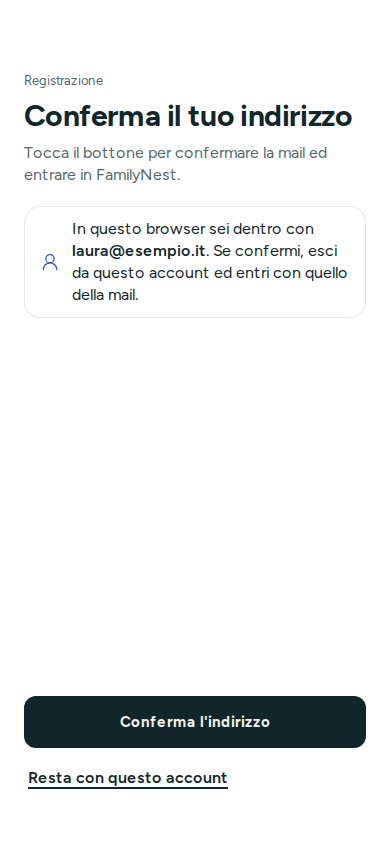 Registrazione
Conferma il tuo indirizzo
Tocca il bottone per confermare la mail ed
entrare in FamilyNest.
In questo browser sei dentro con
laura@esempio.it. Se confermi, esci
da questo account ed entri con quello
della mail.
Conferma l'indirizzo
Resta con questo account